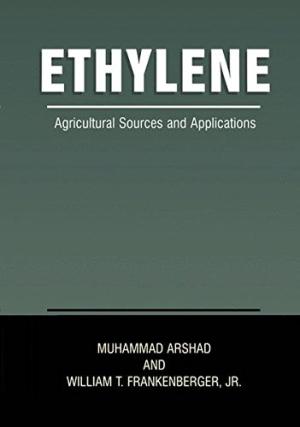 ETHYLENE
Agricultural Sources and Applications
MUHAMMAD ARSHAD
AND
WILLIAM T. FRANKENBERGER, JR.